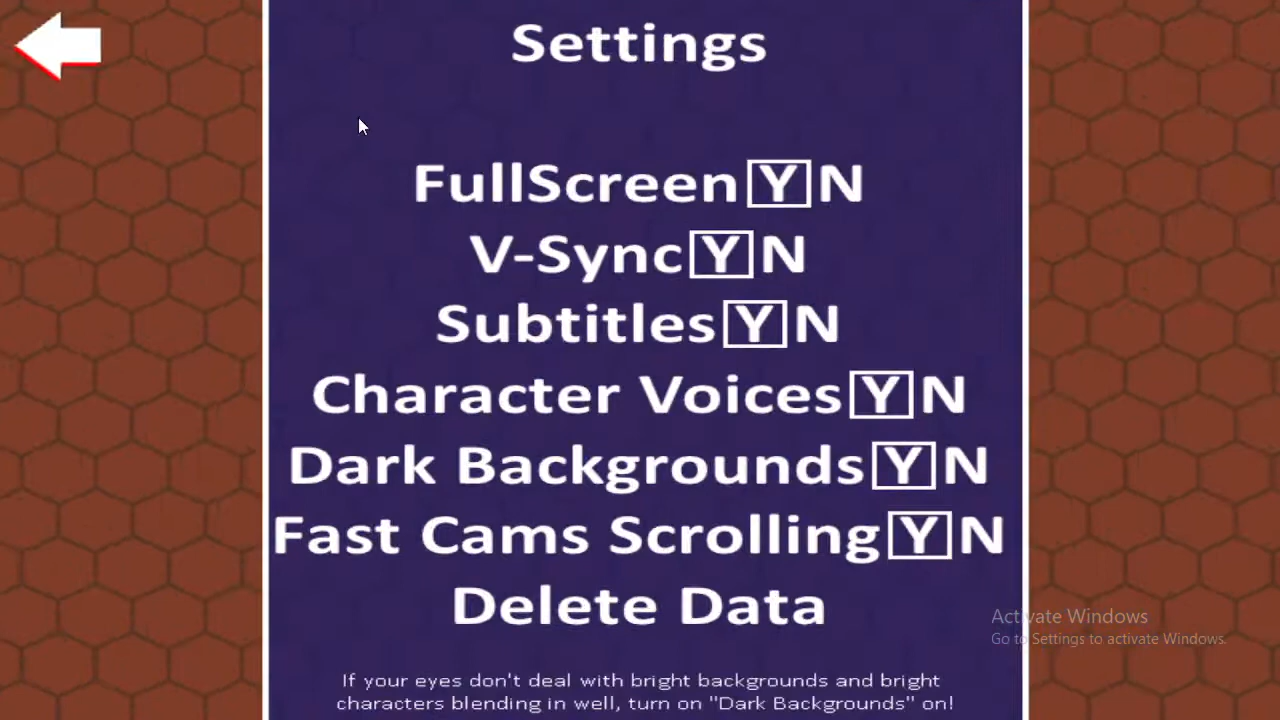 Settings
FullScreen Y N
V-Sync Y N
Subtitles Y N
Character Voices Y N
Dark Backgrounds Y N
Fast Cams Scrolling Y N
Delete Data
Activate Windows
Go to Settings to activate Windows.
If your eyes don't deal with bright backgrounds and bright
characters blending in well, turn on "Dark Backgrounds" on!